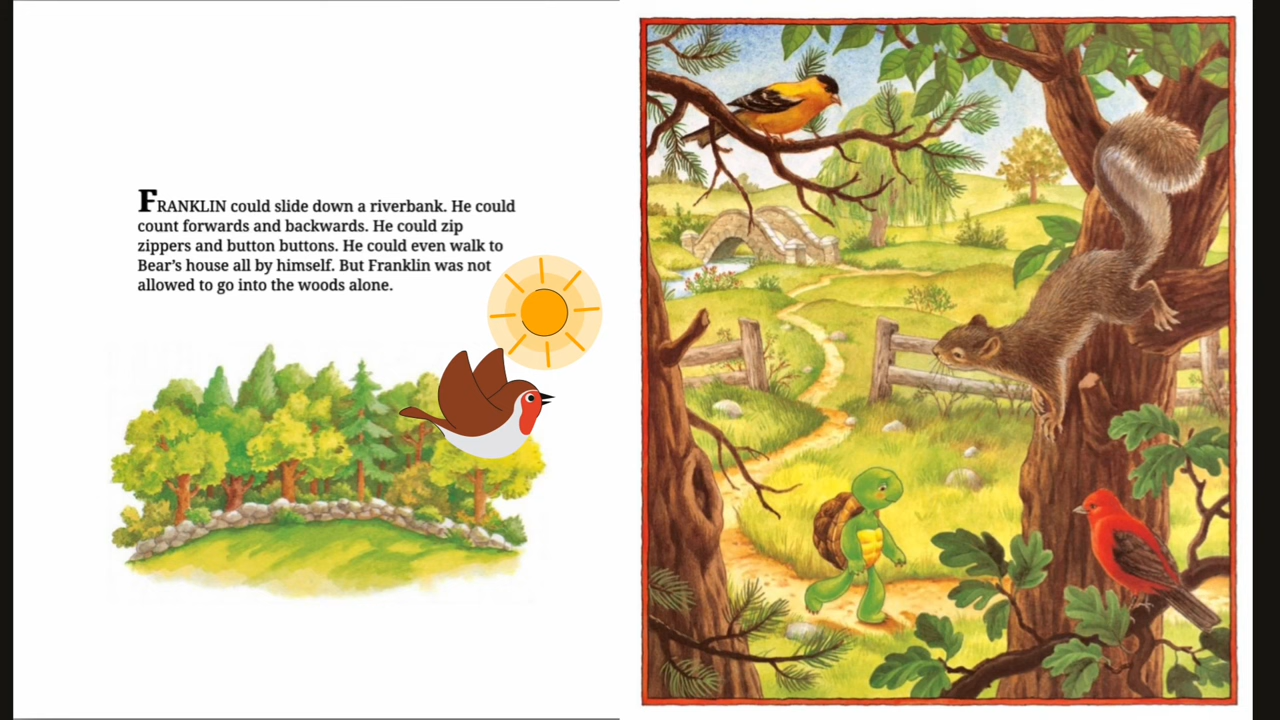 FRANKLIN could slide down a riverbank. He could
count forwards and backwards. He could zip
zippers and button buttons. He could even walk to
Bear’s house all by himself. But Franklin was not
allowed to go into the woods alone.